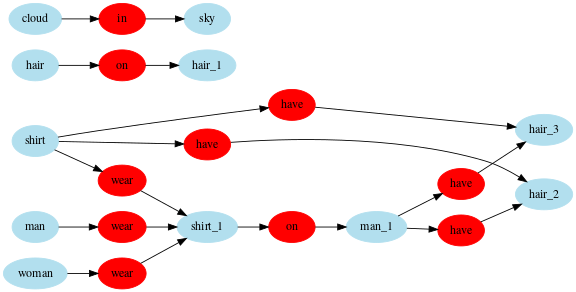 cloud in sky
hair on hair_1
have
shirt have hair_3
wear have hair_2
man wear shirt_1 on man_1
have
woman wear